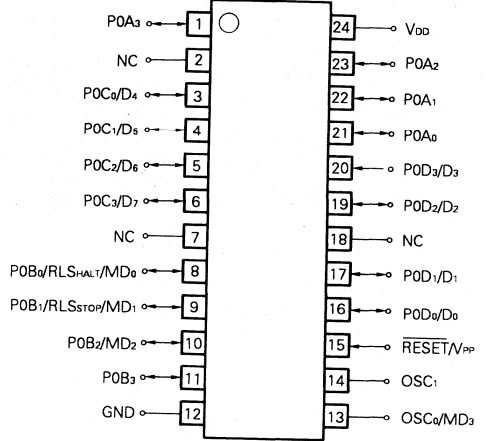 P0A3 1 24 VDD
NC 2 23 P0A2
P0C0/D4 3 22 P0A1
P0C1/D5 4 21 P0A0
P0C2/D6 5 20 P0D3/D3
P0C3/D7 6 19 P0D2/D2
NC 7 18 NC
P0B0/RLSHALT/MD0 8 17 P0D1/D1
P0B1/RLSSTOP/MD1 9 16 P0D0/D0
P0B2/MD2 10 15 RESET/VPP
P0B3 11 14 OSC1
GND 12 13 OSC0/MD3